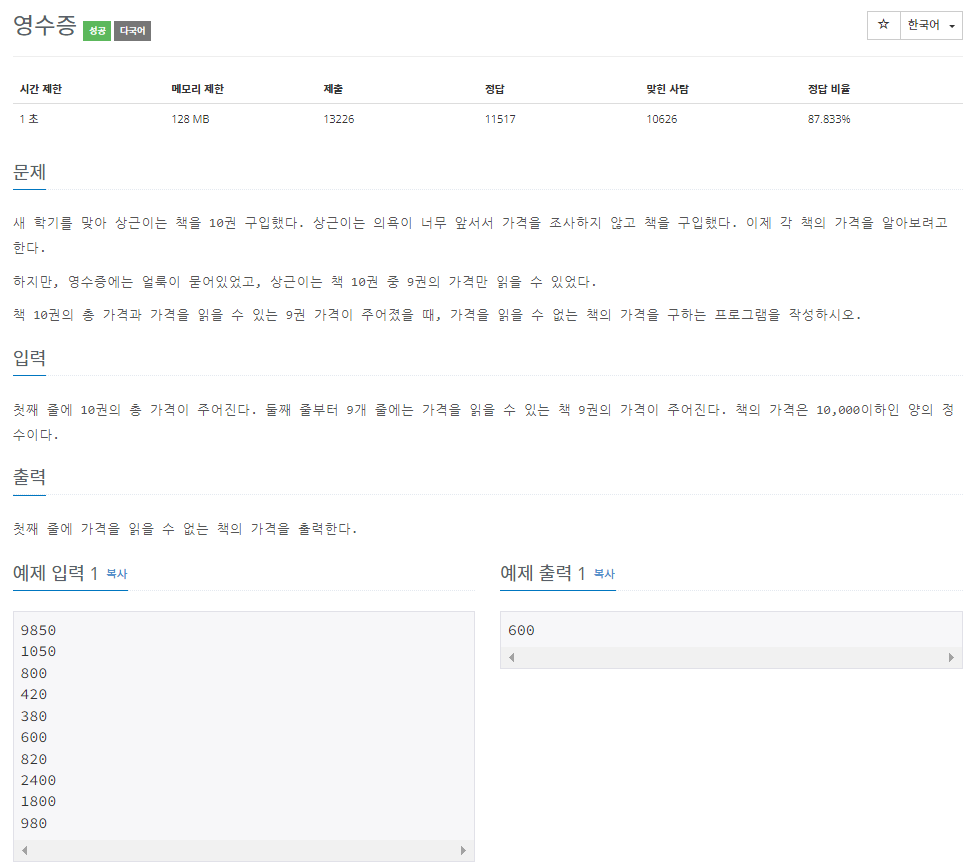 영수증 성공 다국어
☆ 한국어
시간 제한 메모리 제한 제출 정답 맞힌 사람 정답 비율
1 초 128 MB 13226 11517 10626 87.833%
문제
새 학기를 맞아 상근이는 책을 10권 구입했다. 상근이는 의욕이 너무 앞서서 가격을 조사하지 않고 책을 구입했다. 이제 각 책의 가격을 알아보려고
한다.
하지만, 영수증에는 얼룩이 묻어있었고, 상근이는 책 10권 중 9권의 가격만 읽을 수 있었다.
책 10권의 총 가격과 가격을 읽을 수 있는 9권 가격이 주어졌을 때, 가격을 읽을 수 없는 책의 가격을 구하는 프로그램을 작성하시오.
입력
첫째 줄에 10권의 총 가격이 주어진다. 둘째 줄부터 9개 줄에는 가격을 읽을 수 있는 책 9권의 가격이 주어진다. 책의 가격은 10,000이하인 양의 정
수이다.
출력
첫째 줄에 가격을 읽을 수 없는 책의 가격을 출력한다.
예제 입력 1 복사
9850
1050
800
420
380
600
820
2400
1800
980
예제 출력 1 복사
600